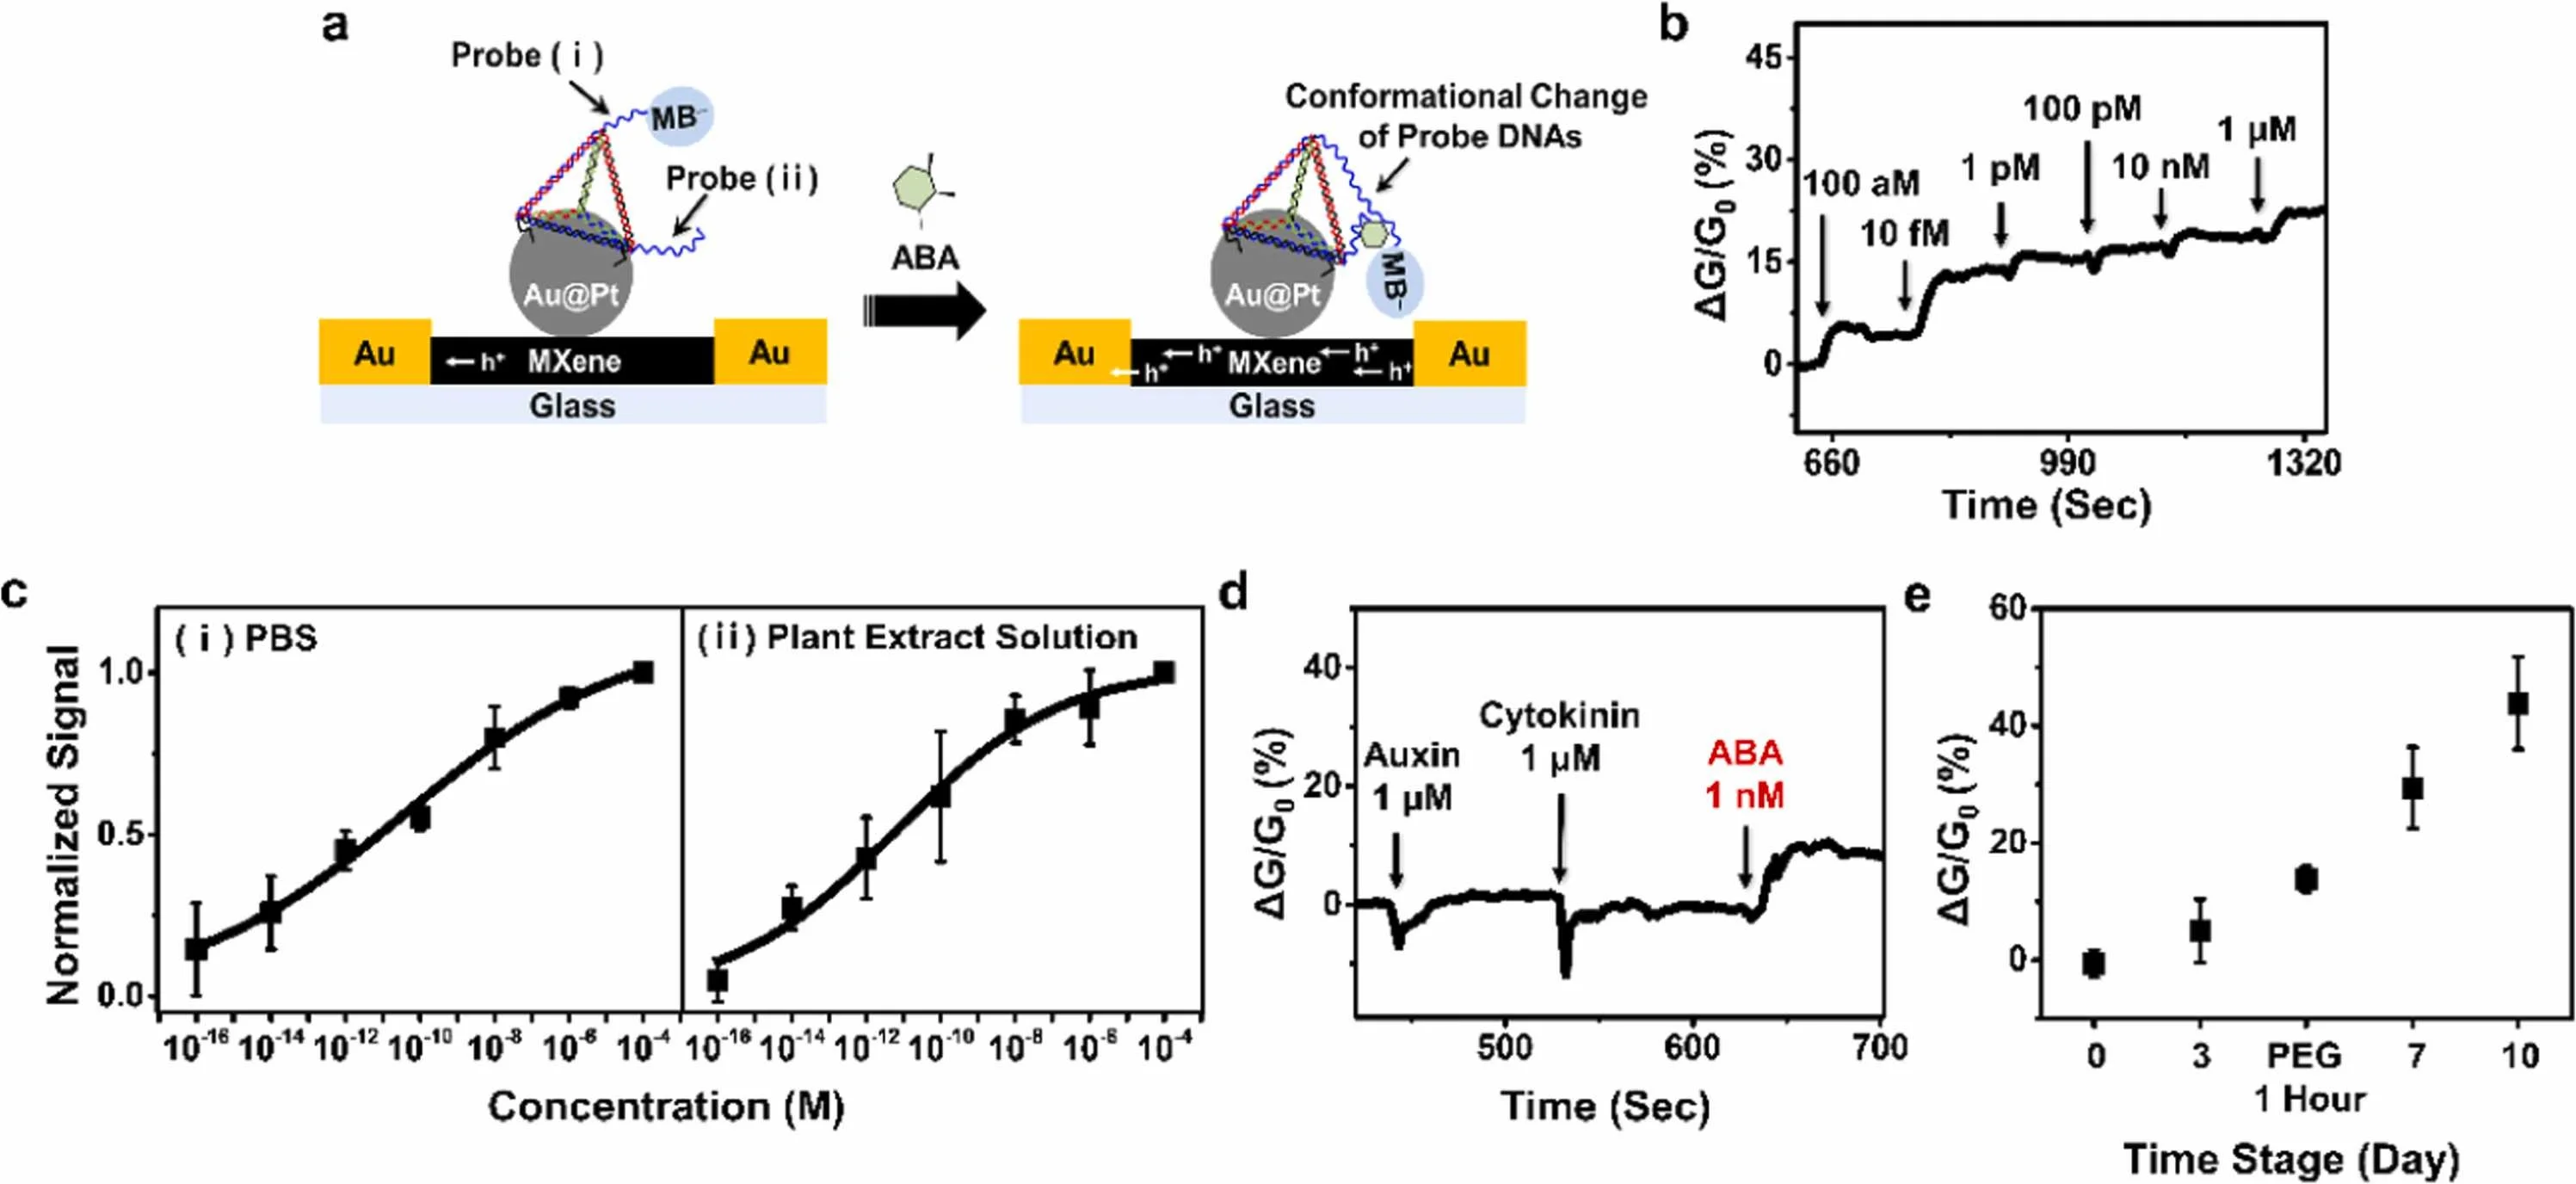 a
Probe ( i )
MB⁻
Probe (ii)
Au@Pt
Au
← h⁺ MXene
Au
Glass
ABA
Conformational Change
of Probe DNAs
Au@Pt
MB⁻
Au
← h⁺
← h⁺ MXene ← h⁺
← h⁺
Au
Glass
b
ΔG/G₀ (%)
45
30
15
0
100 aM
10 fM
1 pM
100 pM
10 nM
1 µM
660 990 1320
Time (Sec)
c
Normalized Signal
1.0
0.5
0.0
( i ) PBS
(ii) Plant Extract Solution
10⁻¹⁶ 10⁻¹⁴ 10⁻¹² 10⁻¹⁰ 10⁻⁸ 10⁻⁶ 10⁻⁴ 10⁻¹⁶ 10⁻¹⁴ 10⁻¹² 10⁻¹⁰ 10⁻⁸ 10⁻⁶ 10⁻⁴
Concentration (M)
d
ΔG/G₀ (%)
40
20
0
Auxin
1 µM
Cytokinin
1 µM
ABA
1 nM
500 600 700
Time (Sec)
e
ΔG/G₀ (%)
60
40
20
0
0 3 PEG 7 10
1 Hour
Time Stage (Day)